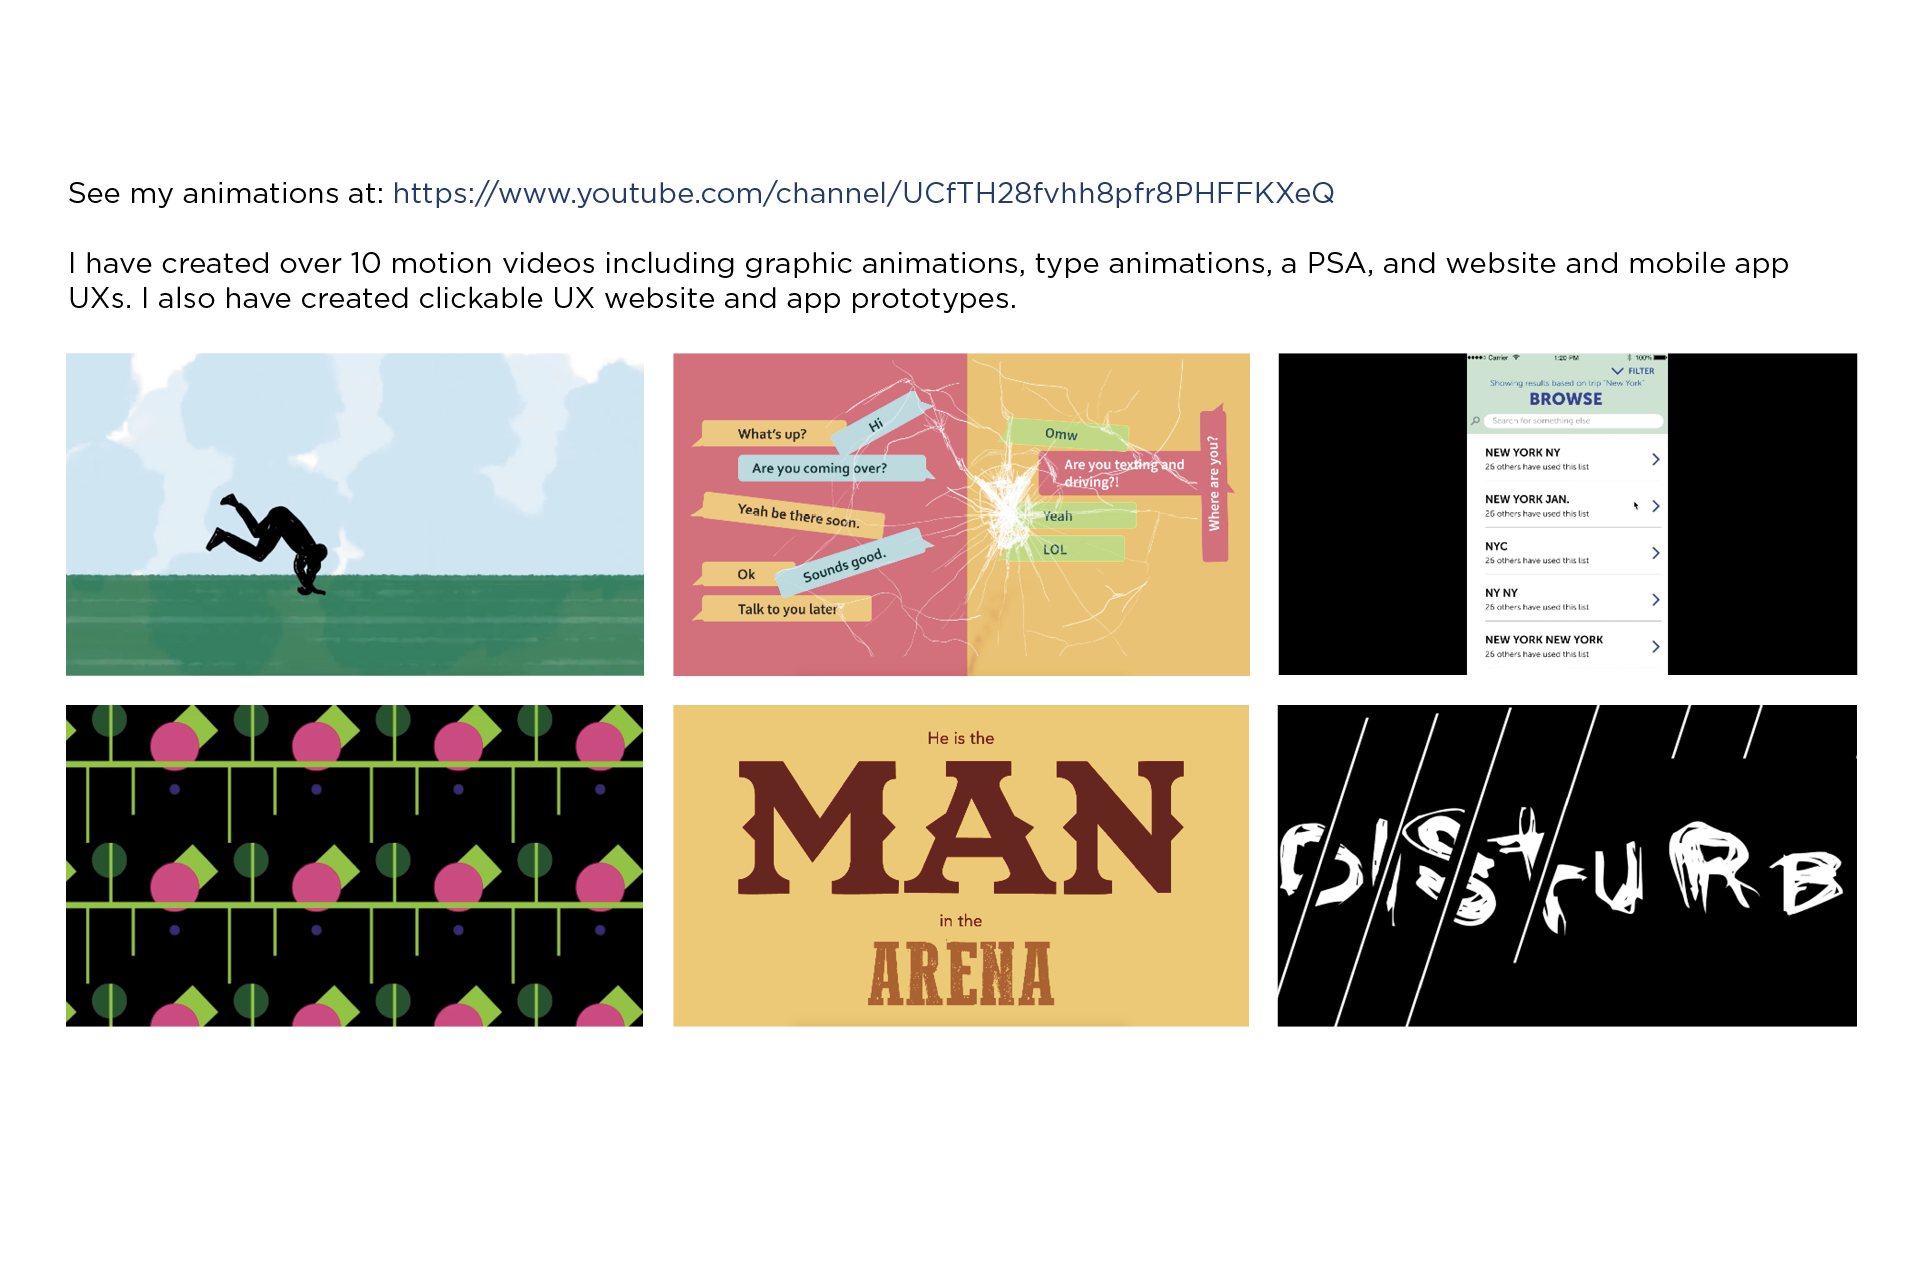 See my animations at: https://www.youtube.com/channel/UCfTH28fvhh8pfr8PHFFKXeQ
I have created over 10 motion videos including graphic animations, type animations, a PSA, and website and mobile app
UXs. I also have created clickable UX website and app prototypes.
What's up?
Hi
Are you coming over?
Yeah be there soon.
Sounds good.
Ok
Talk to you later
Omw
Are you texting and
driving?!
Where are you?
Yeah
LOL
Carrier 1:20 PM 100%
FILTER
Showing results based on trip "New York"
BROWSE
Search for something else
NEW YORK NY
26 others have used this list
NEW YORK JAN.
26 others have used this list
NYC
26 others have used this list
NY NY
26 others have used this list
NEW YORK NEW YORK
26 others have used this list
He is the
MAN
in the
ARENA
DISTURB